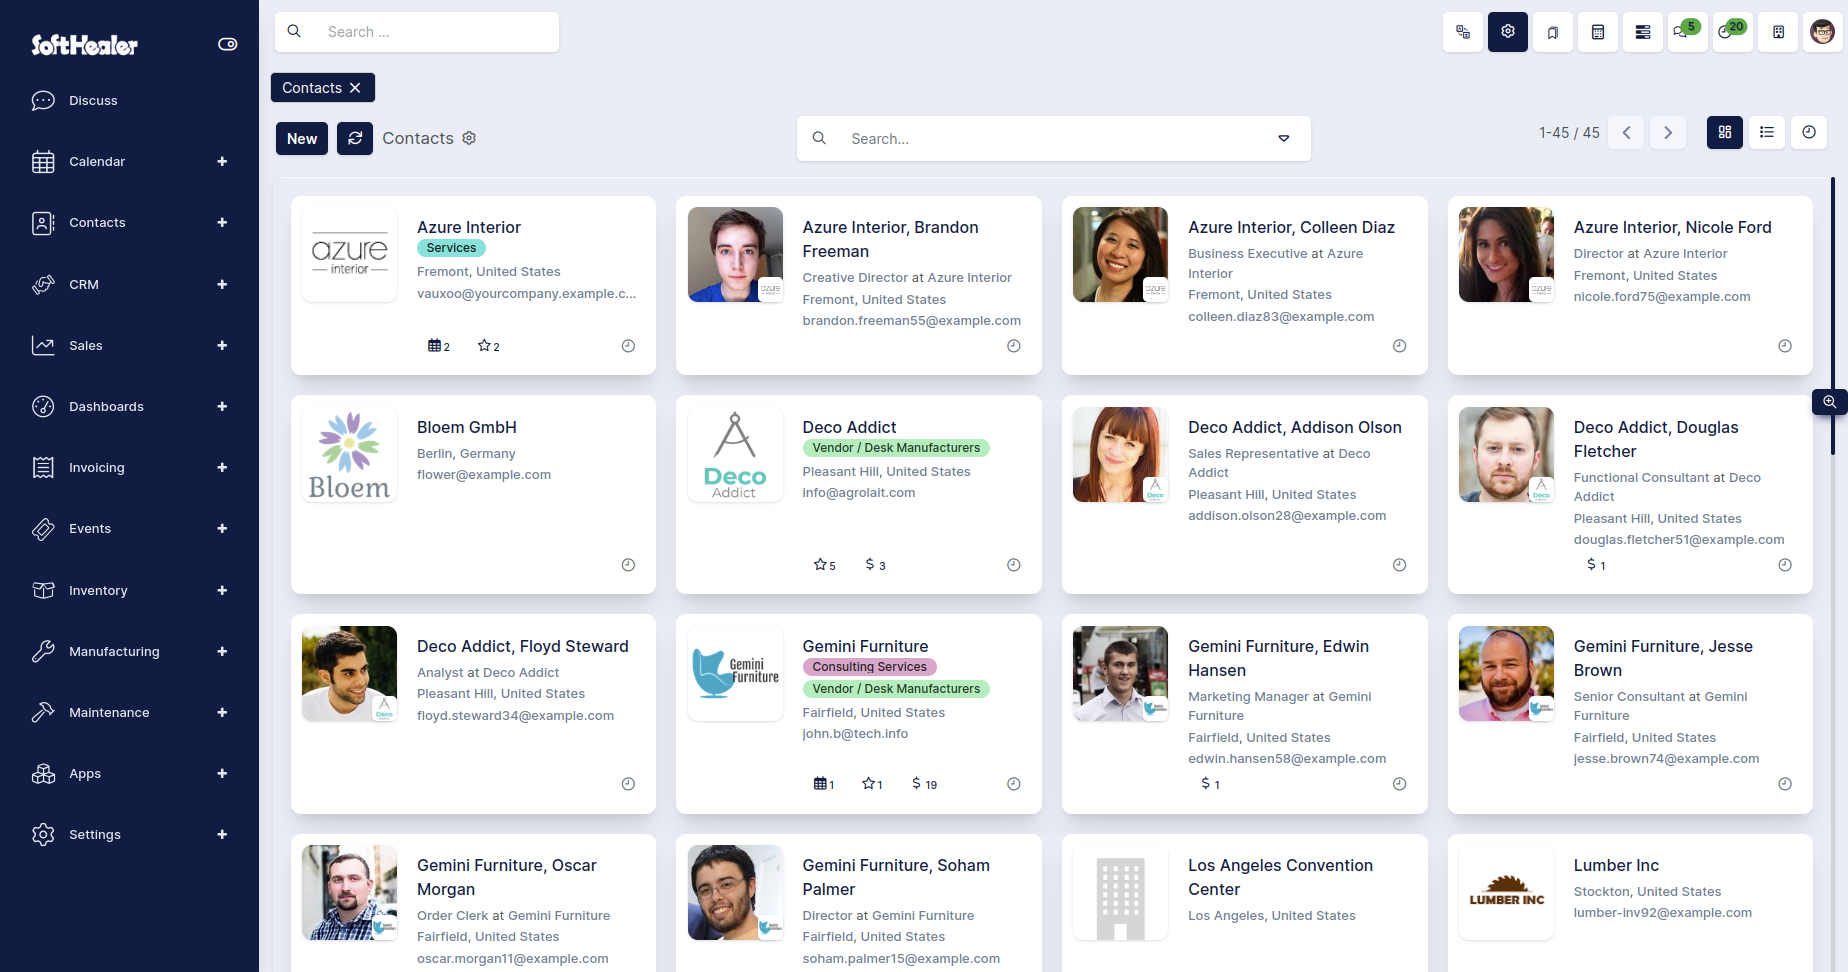 SoftHealer
Search ...
5
20
Discuss
Calendar
Contacts
CRM
Sales
Dashboards
Invoicing
Events
Inventory
Manufacturing
Maintenance
Apps
Settings
Contacts
New
Contacts
Search...
1-45 / 45
azure
interior
Azure Interior
Services
Fremont, United States
vauxoo@yourcompany.example.c...
2
2
azure
interior
Azure Interior, Brandon
Freeman
Creative Director at Azure Interior
Fremont, United States
brandon.freeman55@example.com
azure
interior
Azure Interior, Colleen Diaz
Business Executive at Azure
Interior
Fremont, United States
colleen.diaz83@example.com
azure
interior
Azure Interior, Nicole Ford
Director at Azure Interior
Fremont, United States
nicole.ford75@example.com
Bloem
Bloem GmbH
Berlin, Germany
flower@example.com
Deco
Addict
Deco Addict
Vendor / Desk Manufacturers
Pleasant Hill, United States
info@agrolait.com
5
$ 3
Deco
Addict
Deco Addict, Addison Olson
Sales Representative at Deco
Addict
Pleasant Hill, United States
addison.olson28@example.com
Deco
Addict
Deco Addict, Douglas
Fletcher
Functional Consultant at Deco
Addict
Pleasant Hill, United States
douglas.fletcher51@example.com
$ 1
Deco
Addict
Deco Addict, Floyd Steward
Analyst at Deco Addict
Pleasant Hill, United States
floyd.steward34@example.com
Gemini
Furniture
Gemini Furniture
Consulting Services
Vendor / Desk Manufacturers
Fairfield, United States
john.b@tech.info
1
1
$ 19
Gemini Furniture, Edwin
Hansen
Marketing Manager at Gemini
Furniture
Fairfield, United States
edwin.hansen58@example.com
$ 1
Gemini Furniture, Jesse
Brown
Senior Consultant at Gemini
Furniture
Fairfield, United States
jesse.brown74@example.com
Gemini Furniture, Oscar
Morgan
Order Clerk at Gemini Furniture
Fairfield, United States
oscar.morgan11@example.com
Gemini Furniture, Soham
Palmer
Director at Gemini Furniture
Fairfield, United States
soham.palmer15@example.com
Los Angeles Convention
Center
Los Angeles, United States
LUMBER INC
Lumber Inc
Stockton, United States
lumber-inv92@example.com